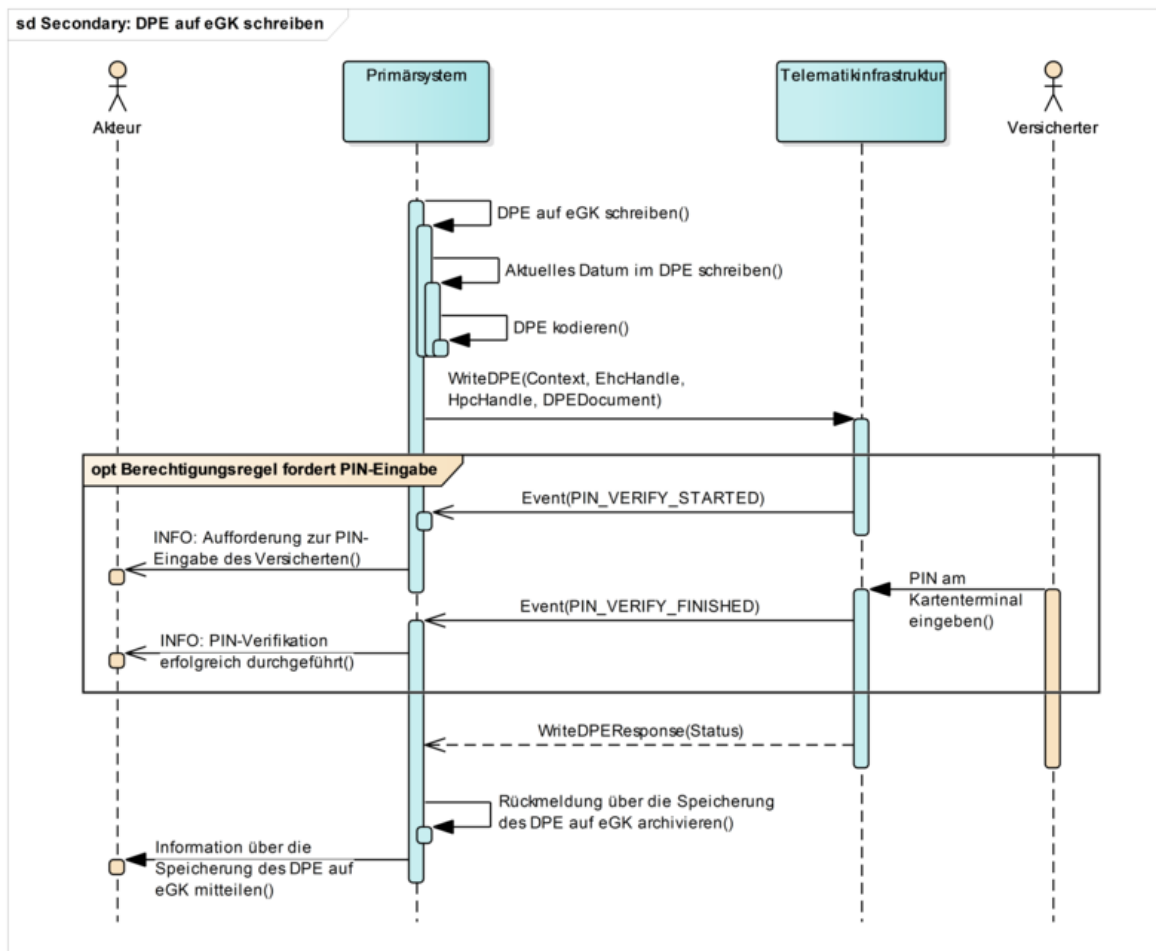 sd Secondary: DPE auf eGK schreiben
Akteur
Primärsystem
Telematikinfrastruktur
Versicherter
DPE auf eGK schreiben()
Aktuelles Datum im DPE schreiben()
DPE kodieren()
WriteDPE(Context, EhcHandle,
HpcHandle, DPEDocument)
opt Berechtigungsregel fordert PIN-Eingabe
Event(PIN_VERIFY_STARTED)
INFO: Aufforderung zur PIN-
Eingabe des Versicherten()
PIN am
Kartenterminal
eingeben()
Event(PIN_VERIFY_FINISHED)
INFO: PIN-Verifikation
erfolgreich durchgeführt()
WriteDPEResponse(Status)
Rückmeldung über die Speicherung
des DPE auf eGK archivieren()
Information über die
Speicherung des DPE auf
eGK mitteilen()